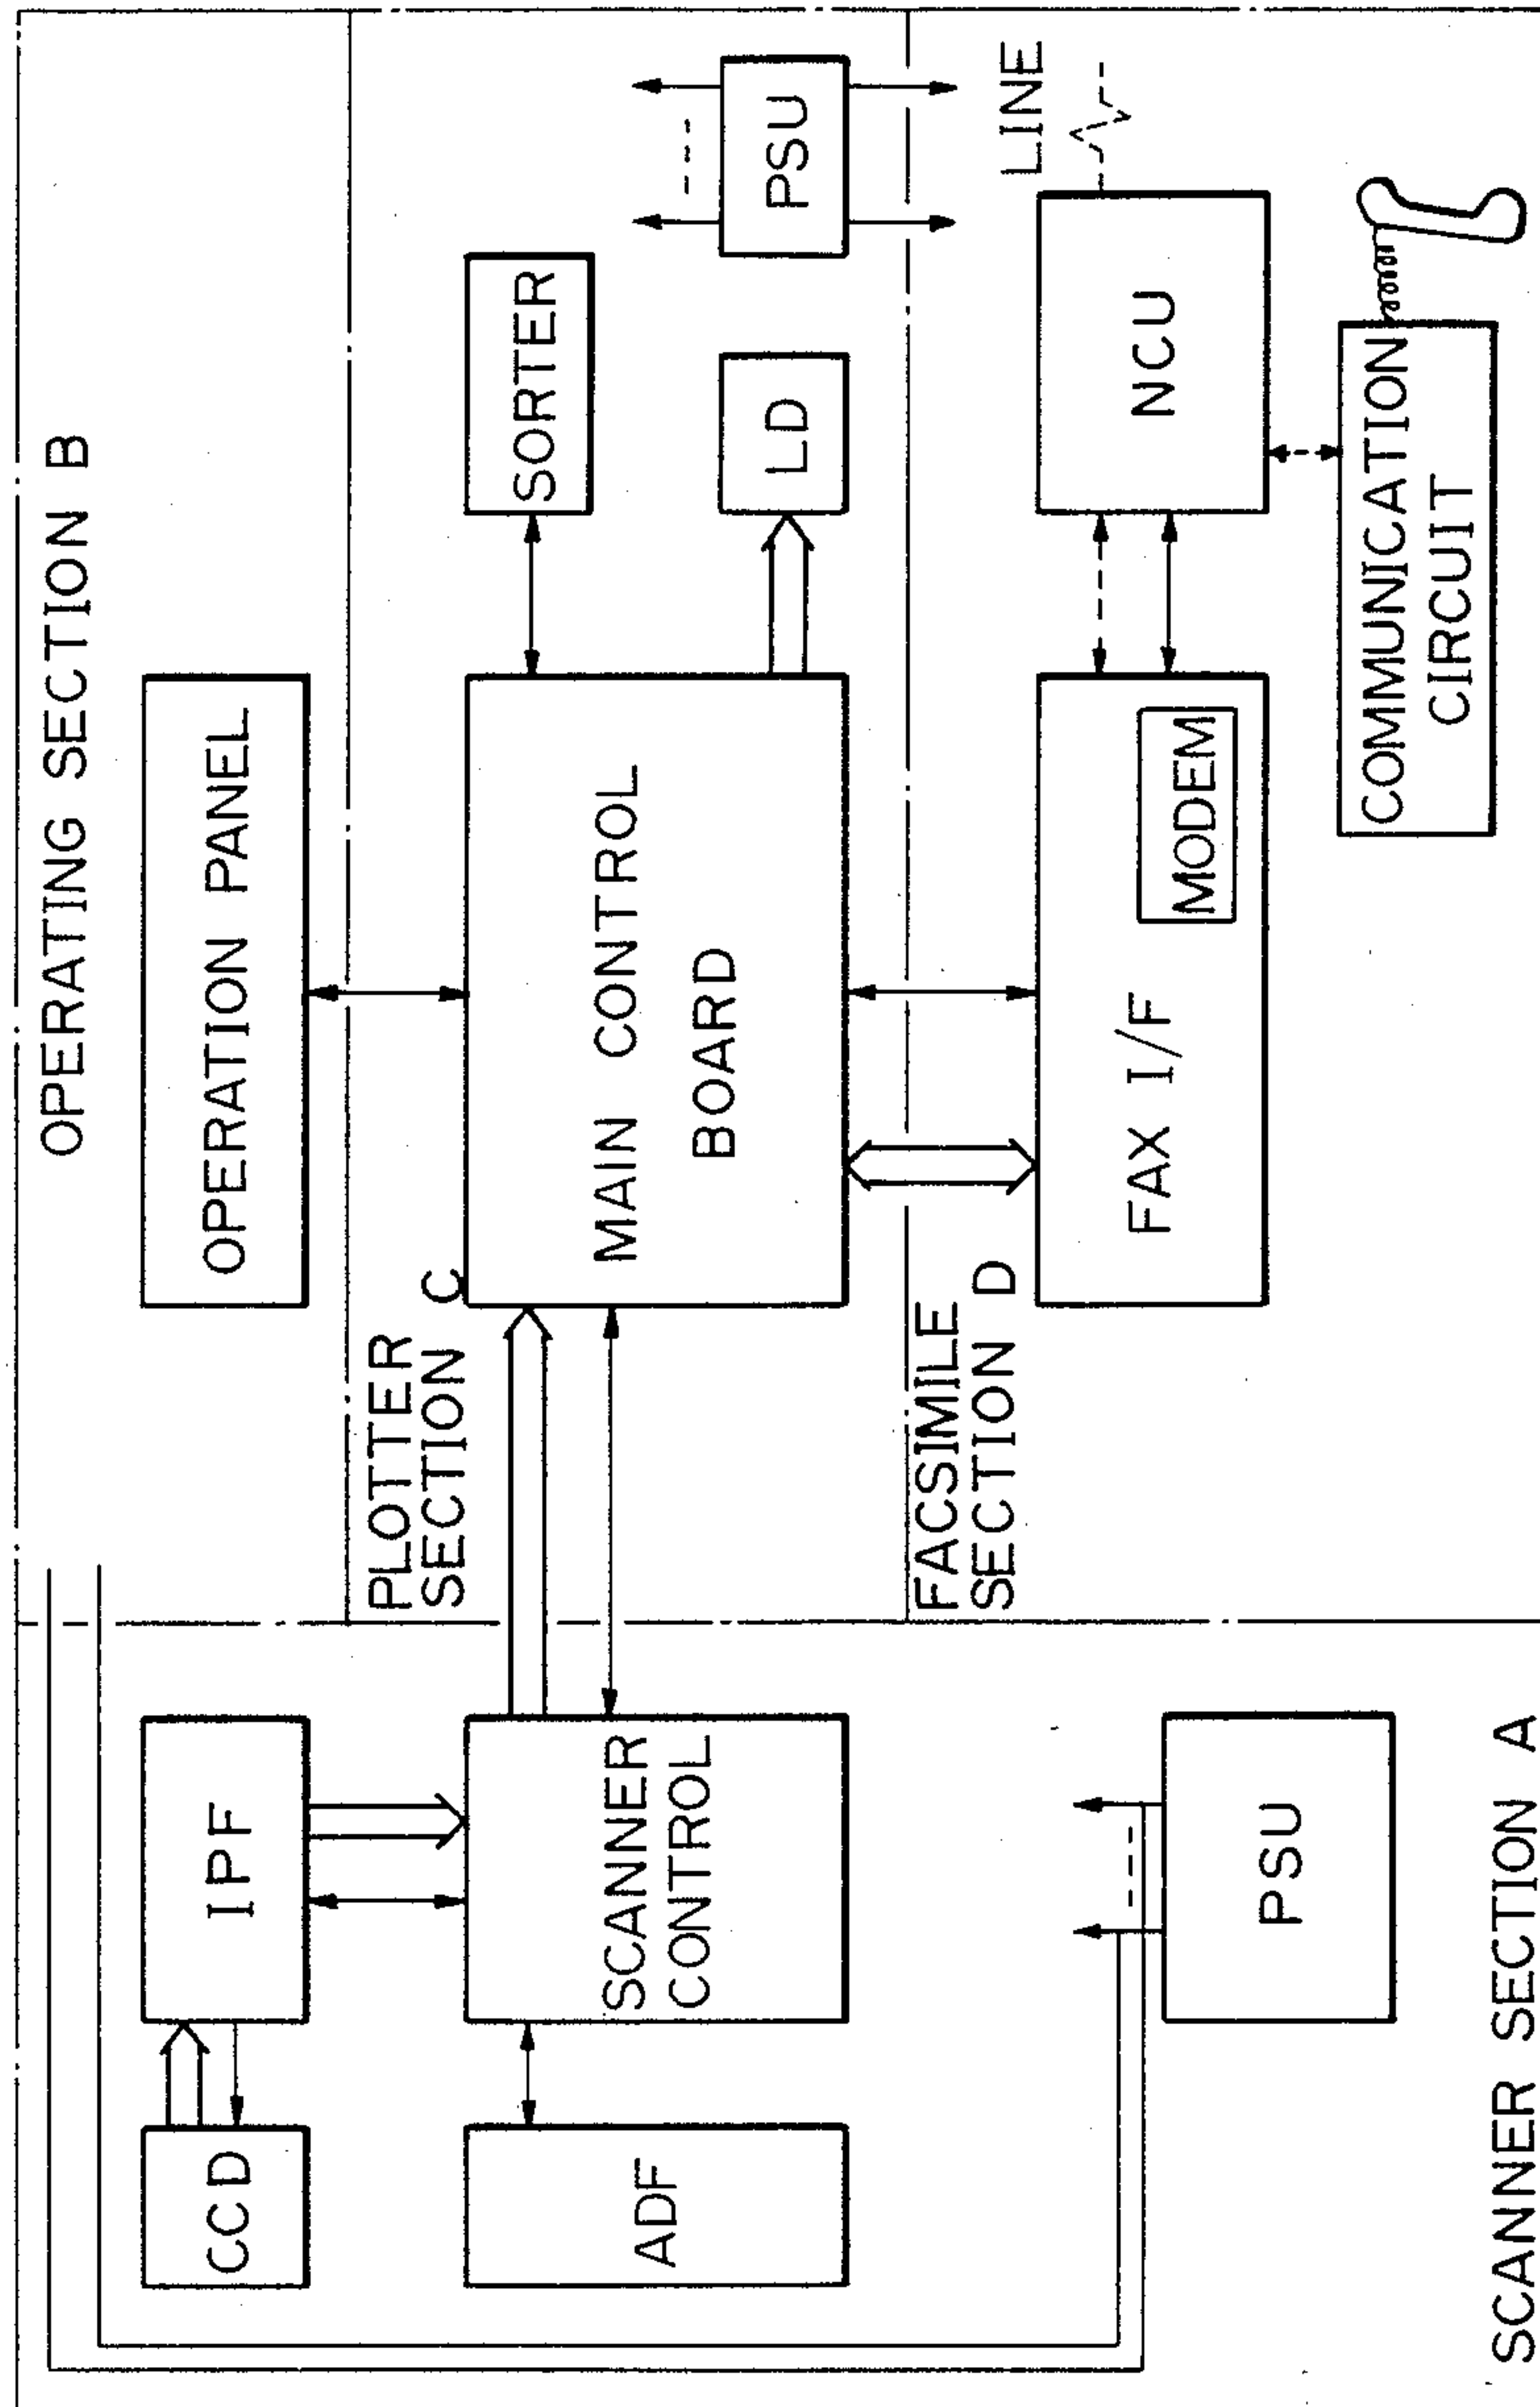 OPERATING SECTION B
OPERATION PANEL
CCD
IPF
PLOTTER
SECTION C
ADF
SCANNER
CONTROL
MAIN CONTROL
BOARD
SORTER
LD
PSU
FACSIMILE
SECTION D
LINE
FAX I/F
MODEM
NCU
PSU
COMMUNICATION
CIRCUIT
SCANNER SECTION A